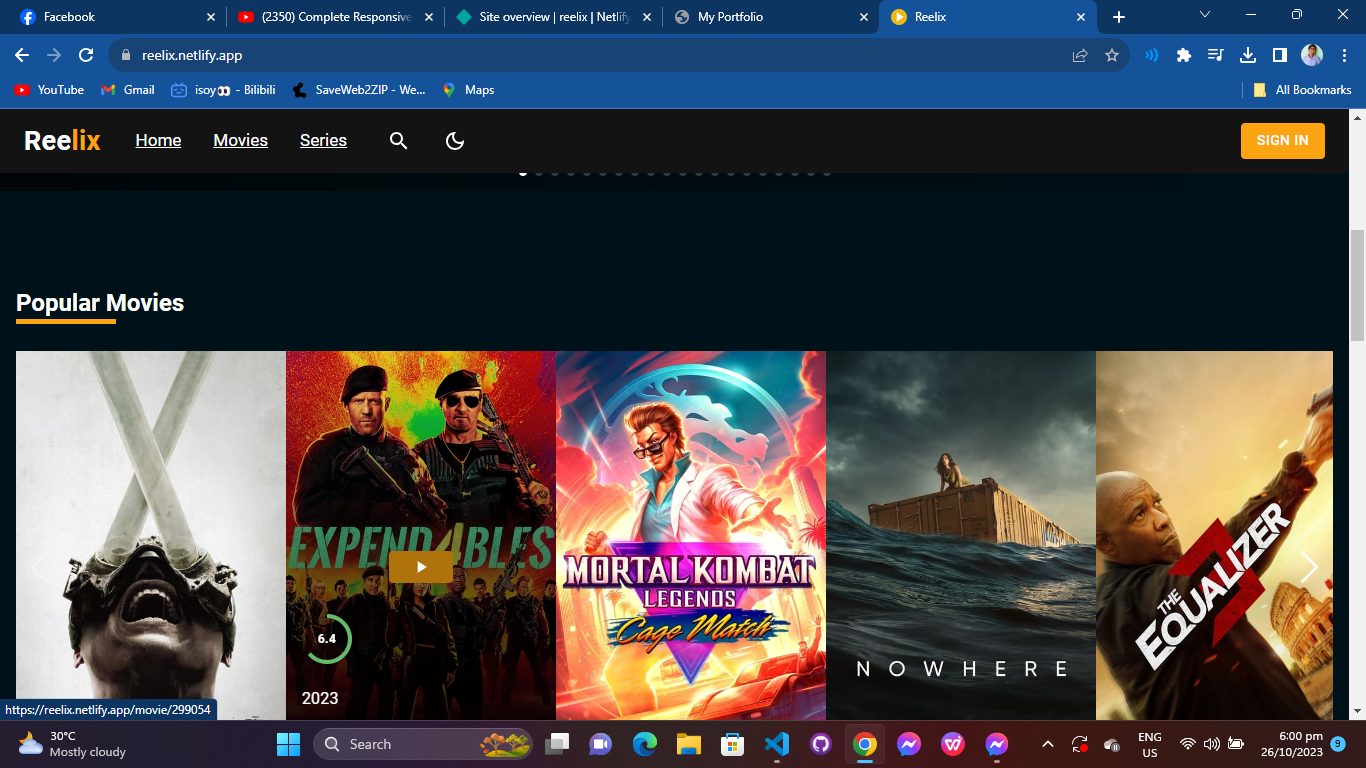 Facebook
(2350) Complete Responsive
Site overview | reelix | Netlify
My Portfolio
Reelix
reelix.netlify.app
YouTube
Gmail
isoy👀 - Bilibili
SaveWeb2ZIP - We...
Maps
All Bookmarks
Reelix
Home
Movies
Series
SIGN IN
Popular Movies
EXPEND4BLES
6.4
2023
MORTAL KOMBAT
LEGENDS
Cage Match
NOWHERE
THE
EQUALIZER
3
https://reelix.netlify.app/movie/299054
30°C
Mostly cloudy
Search
ENG
US
6:00 pm
26/10/2023
9